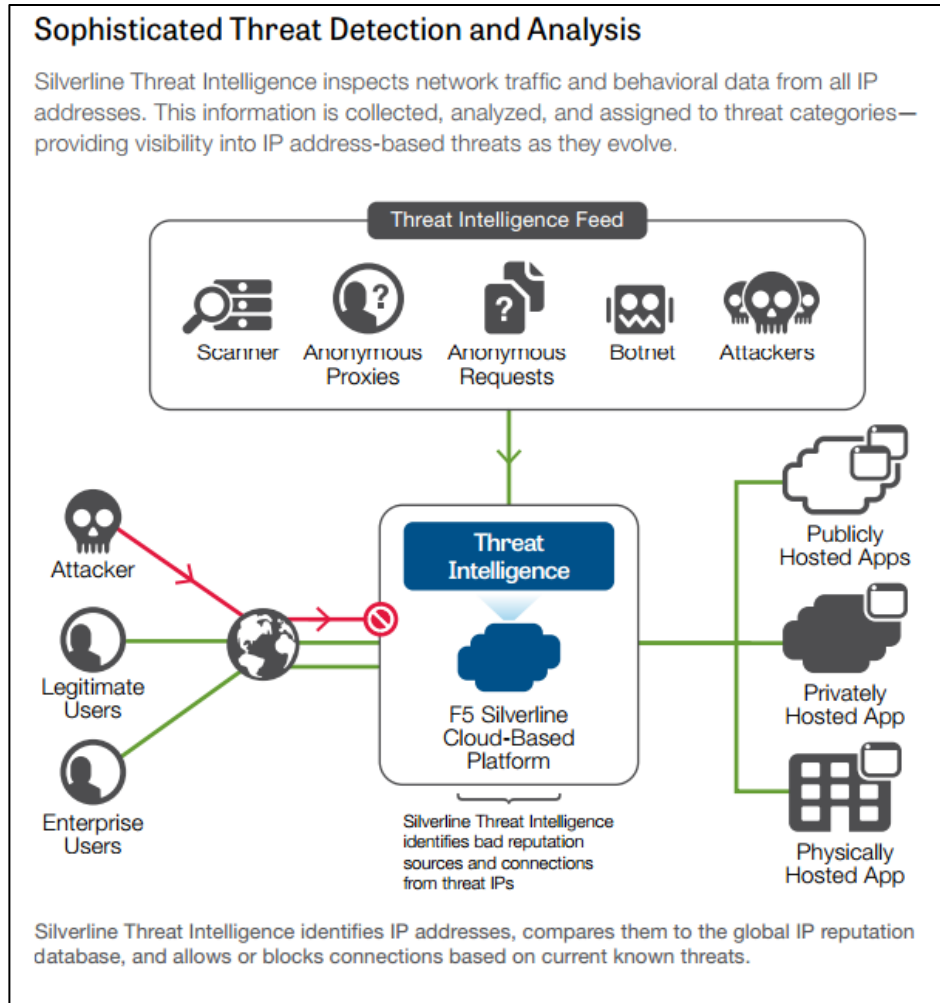 Sophisticated Threat Detection and Analysis
Silverline Threat Intelligence inspects network traffic and behavioral data from all IP
addresses. This information is collected, analyzed, and assigned to threat categories—
providing visibility into IP address-based threats as they evolve.
Threat Intelligence Feed
Scanner
Anonymous
Proxies
Anonymous
Requests
Botnet
Attackers
Attacker
Legitimate
Users
Enterprise
Users
Threat
Intelligence
F5 Silverline
Cloud-Based
Platform
Silverline Threat Intelligence
identifies bad reputation
sources and connections
from threat IPs
Publicly
Hosted Apps
Privately
Hosted App
Physically
Hosted App
Silverline Threat Intelligence identifies IP addresses, compares them to the global IP reputation
database, and allows or blocks connections based on current known threats.